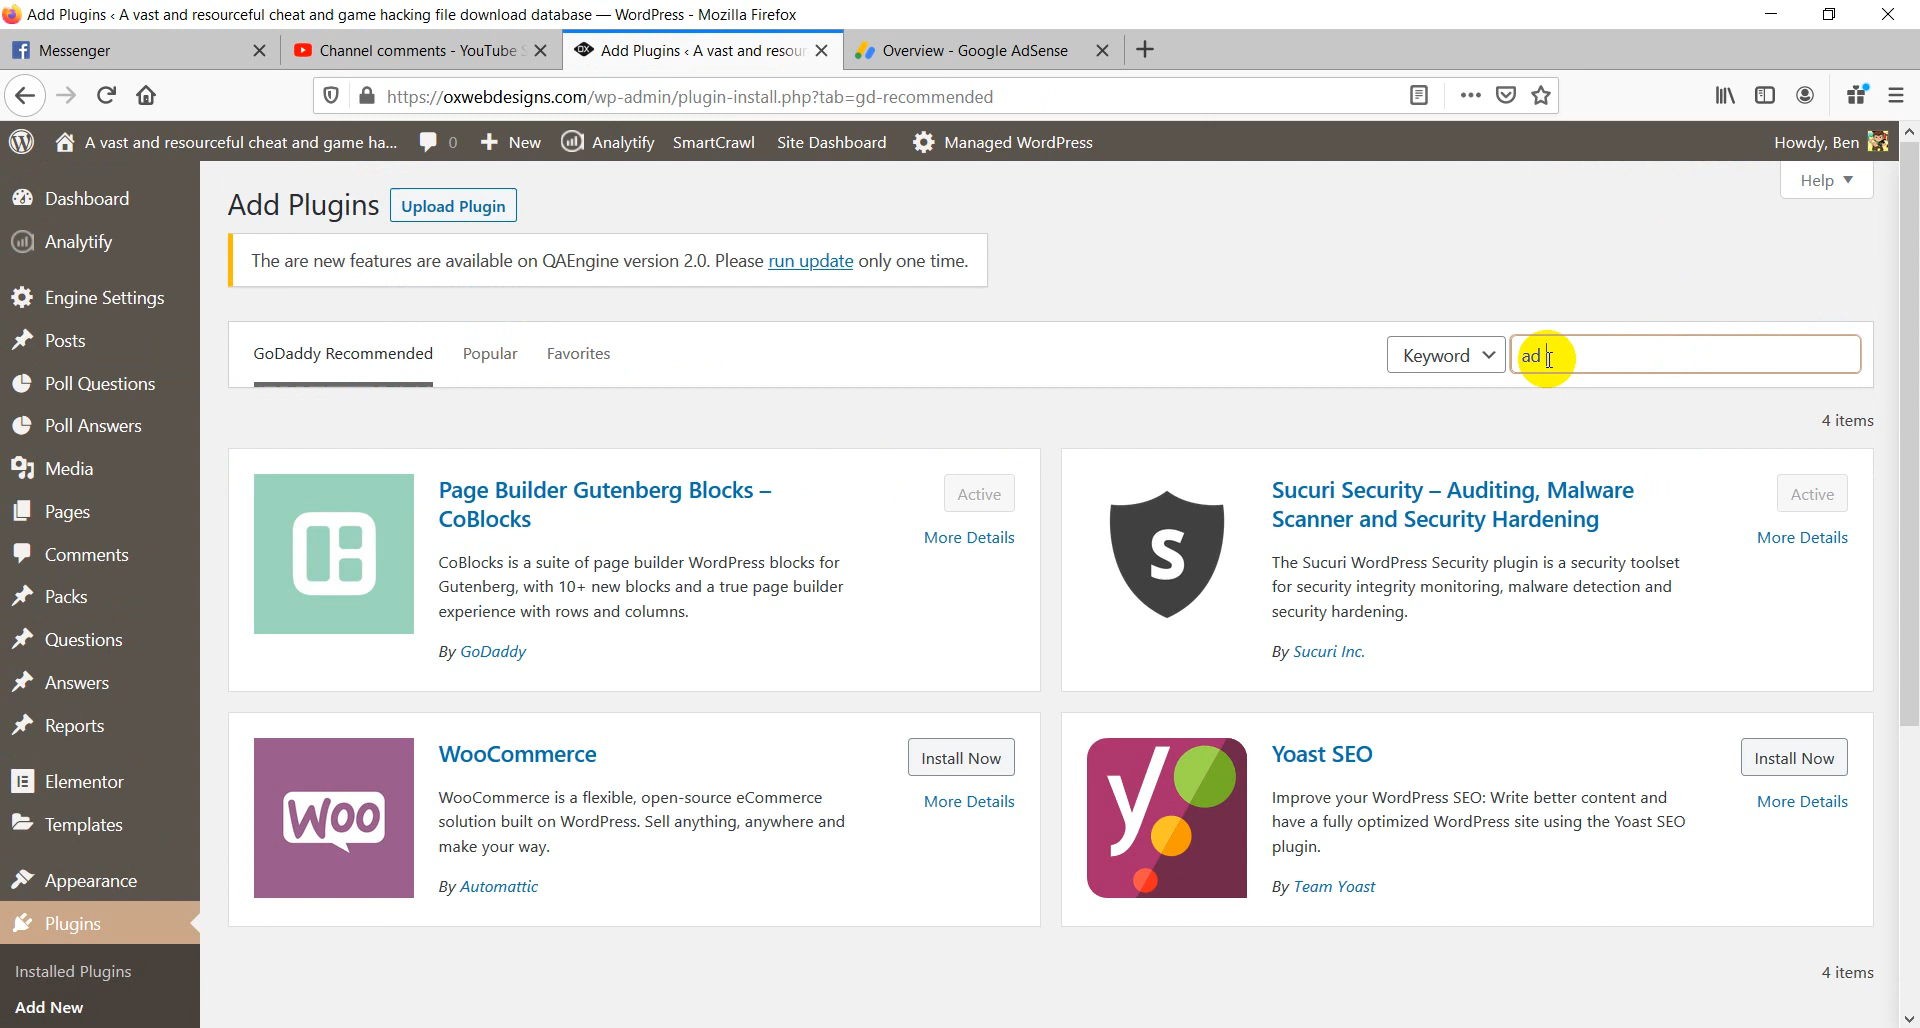 Add Plugins ‹ A vast and resourceful cheat and game hacking file download database — WordPress - Mozilla Firefox
Messenger
Channel comments - YouTube S
Add Plugins ‹ A vast and resour
Overview - Google AdSense
https://oxwebdesigns.com/wp-admin/plugin-install.php?tab=gd-recommended
A vast and resourceful cheat and game ha... 0 New Analytify SmartCrawl Site Dashboard Managed WordPress Howdy, Ben
Help
Dashboard
Analytify
Engine Settings
Posts
Poll Questions
Poll Answers
Media
Pages
Comments
Packs
Questions
Answers
Reports
Elementor
Templates
Appearance
Plugins
Installed Plugins
Add New
Add Plugins Upload Plugin
The are new features are available on QAEngine version 2.0. Please run update only one time.
GoDaddy Recommended Popular Favorites Keyword ad
4 items
Page Builder Gutenberg Blocks –
CoBlocks
Active
More Details
CoBlocks is a suite of page builder WordPress blocks for
Gutenberg, with 10+ new blocks and a true page builder
experience with rows and columns.
By GoDaddy
S
Sucuri Security – Auditing, Malware
Scanner and Security Hardening
Active
More Details
The Sucuri WordPress Security plugin is a security toolset
for security integrity monitoring, malware detection and
security hardening.
By Sucuri Inc.
Woo
WooCommerce
Install Now
More Details
WooCommerce is a flexible, open-source eCommerce
solution built on WordPress. Sell anything, anywhere and
make your way.
By Automattic
y
Yoast SEO
Install Now
More Details
Improve your WordPress SEO: Write better content and
have a fully optimized WordPress site using the Yoast SEO
plugin.
By Team Yoast
4 items